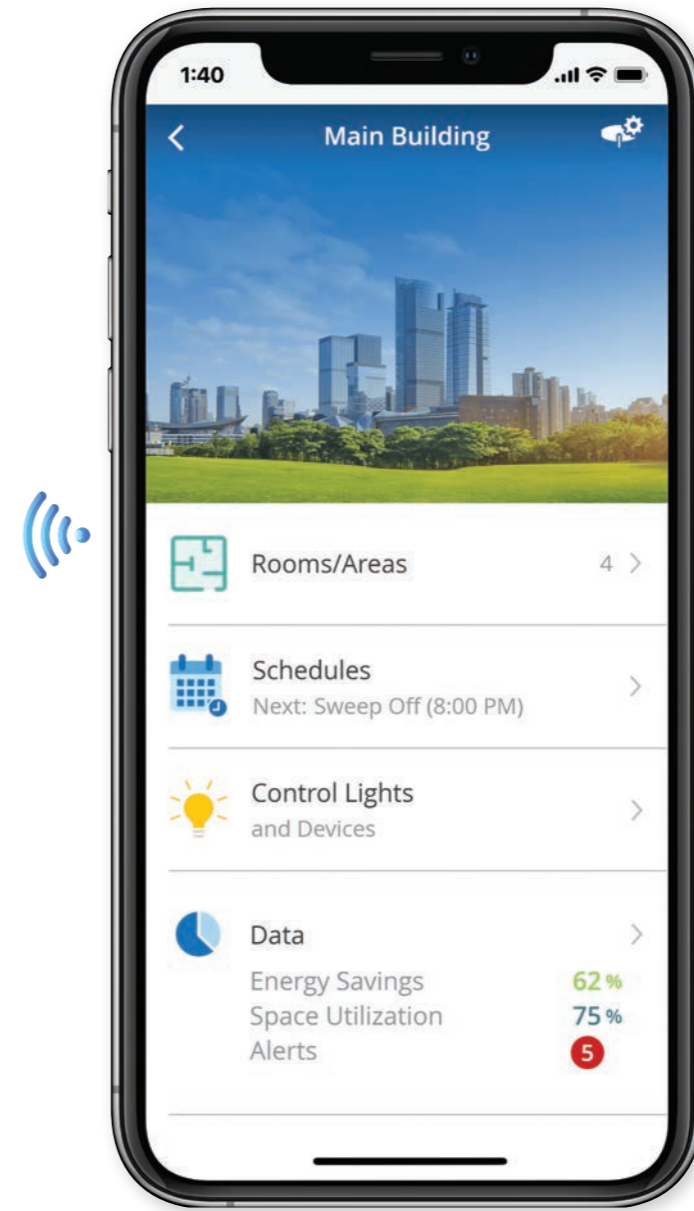 1:40
Main Building
Rooms/Areas 4
Schedules
Next: Sweep Off (8:00 PM)
Control Lights
and Devices
Data
Energy Savings 62%
Space Utilization 75%
Alerts 5